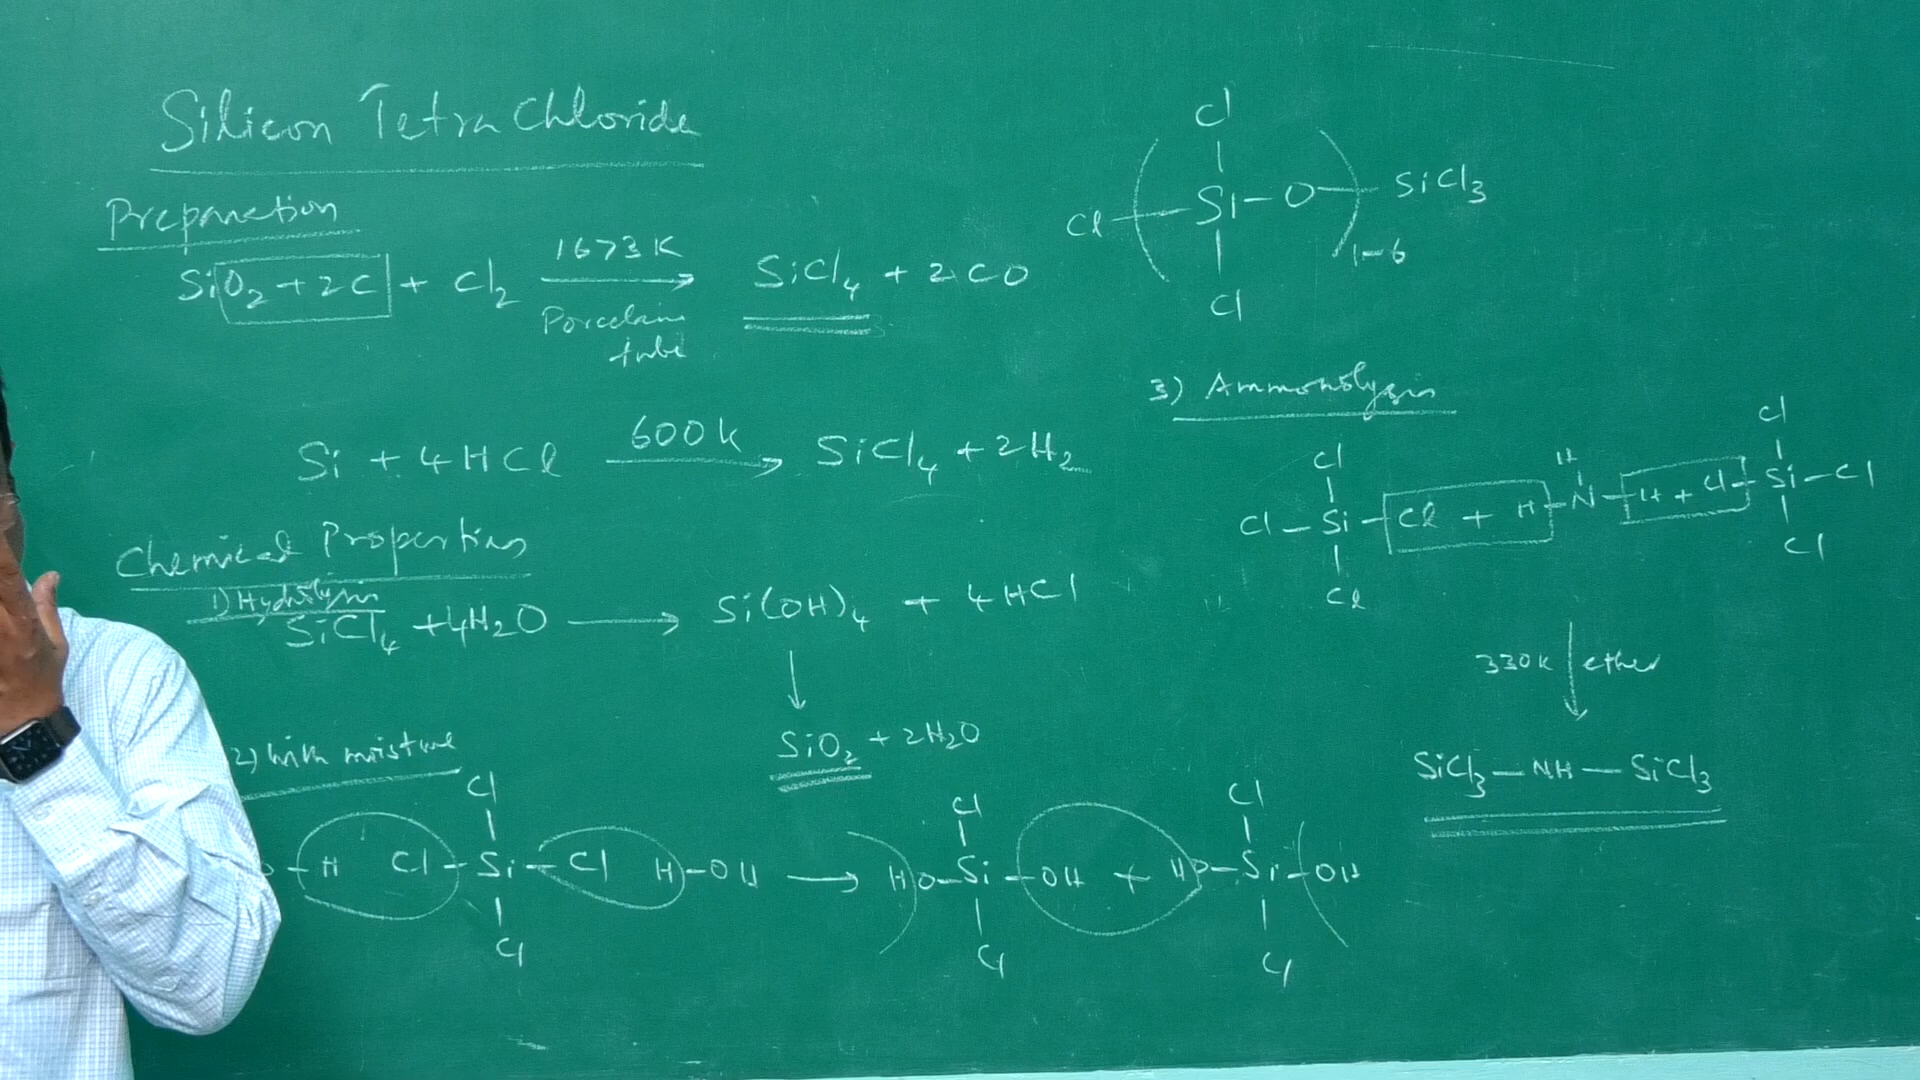 Silicon Tetra Chloride
Preparation
SiO2 + 2C + Cl2 1673K SiCl4 + 2CO
Porcelain
tube
Si + 4HCl 600K SiCl4 + 2H2
Chemical Properties
1) Hydrolysis
SiCl4 + 4H2O → Si(OH)4 + 4HCl
↓
SiO2 + 2H2O
2) With moisture
Cl
O–H Cl–Si–Cl H–OH →
Cl
Cl Cl
HO–Si–OH + HO–Si–OH
Cl Cl
Cl
Cl–(Si–O–)1–6 SiCl3
Cl
3) Ammonolysis
Cl H Cl
Cl–Si–Cl + H–N–H + Cl–Si–Cl
Cl Cl
330K ↓ ether
SiCl3–NH–SiCl3